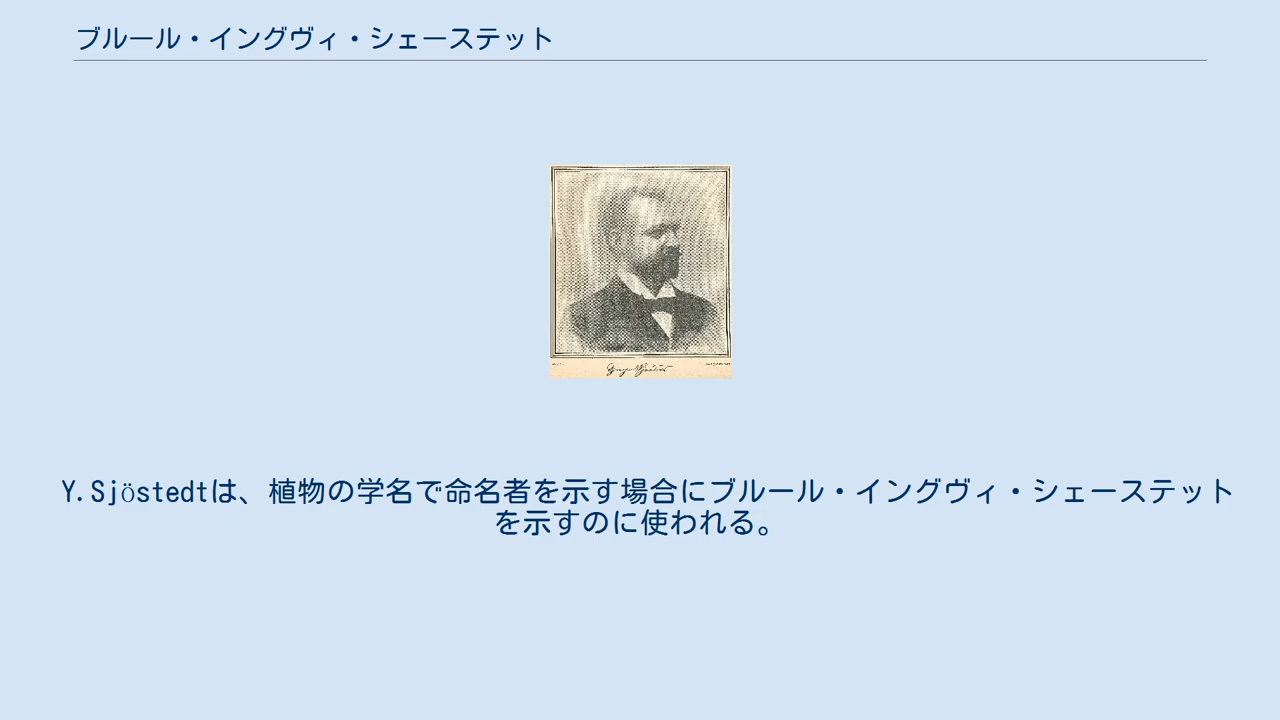 ブルール・イングヴィ・シェーステット
Y.Sjöstedtは、植物の学名で命名者を示す場合にブルール・イングヴィ・シェーステット
を示すのに使われる。